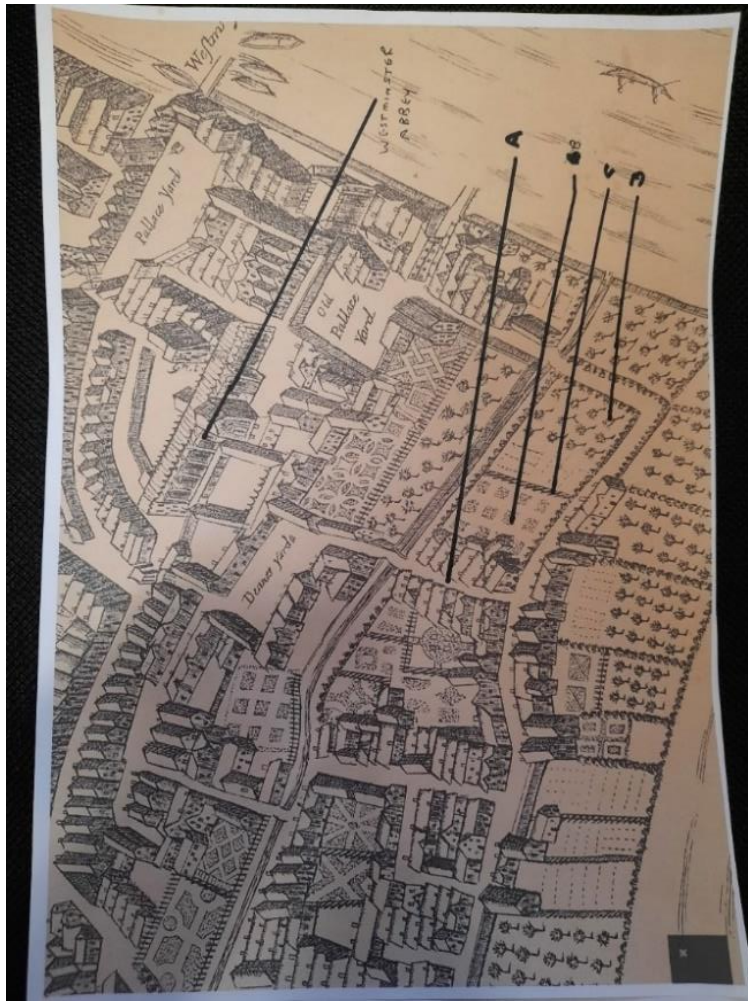 Westm
Pallace Yard
WESTMINSTER
ABBEY
Old
Pallace
Yard
Deanes Yarde
A
B
C
D